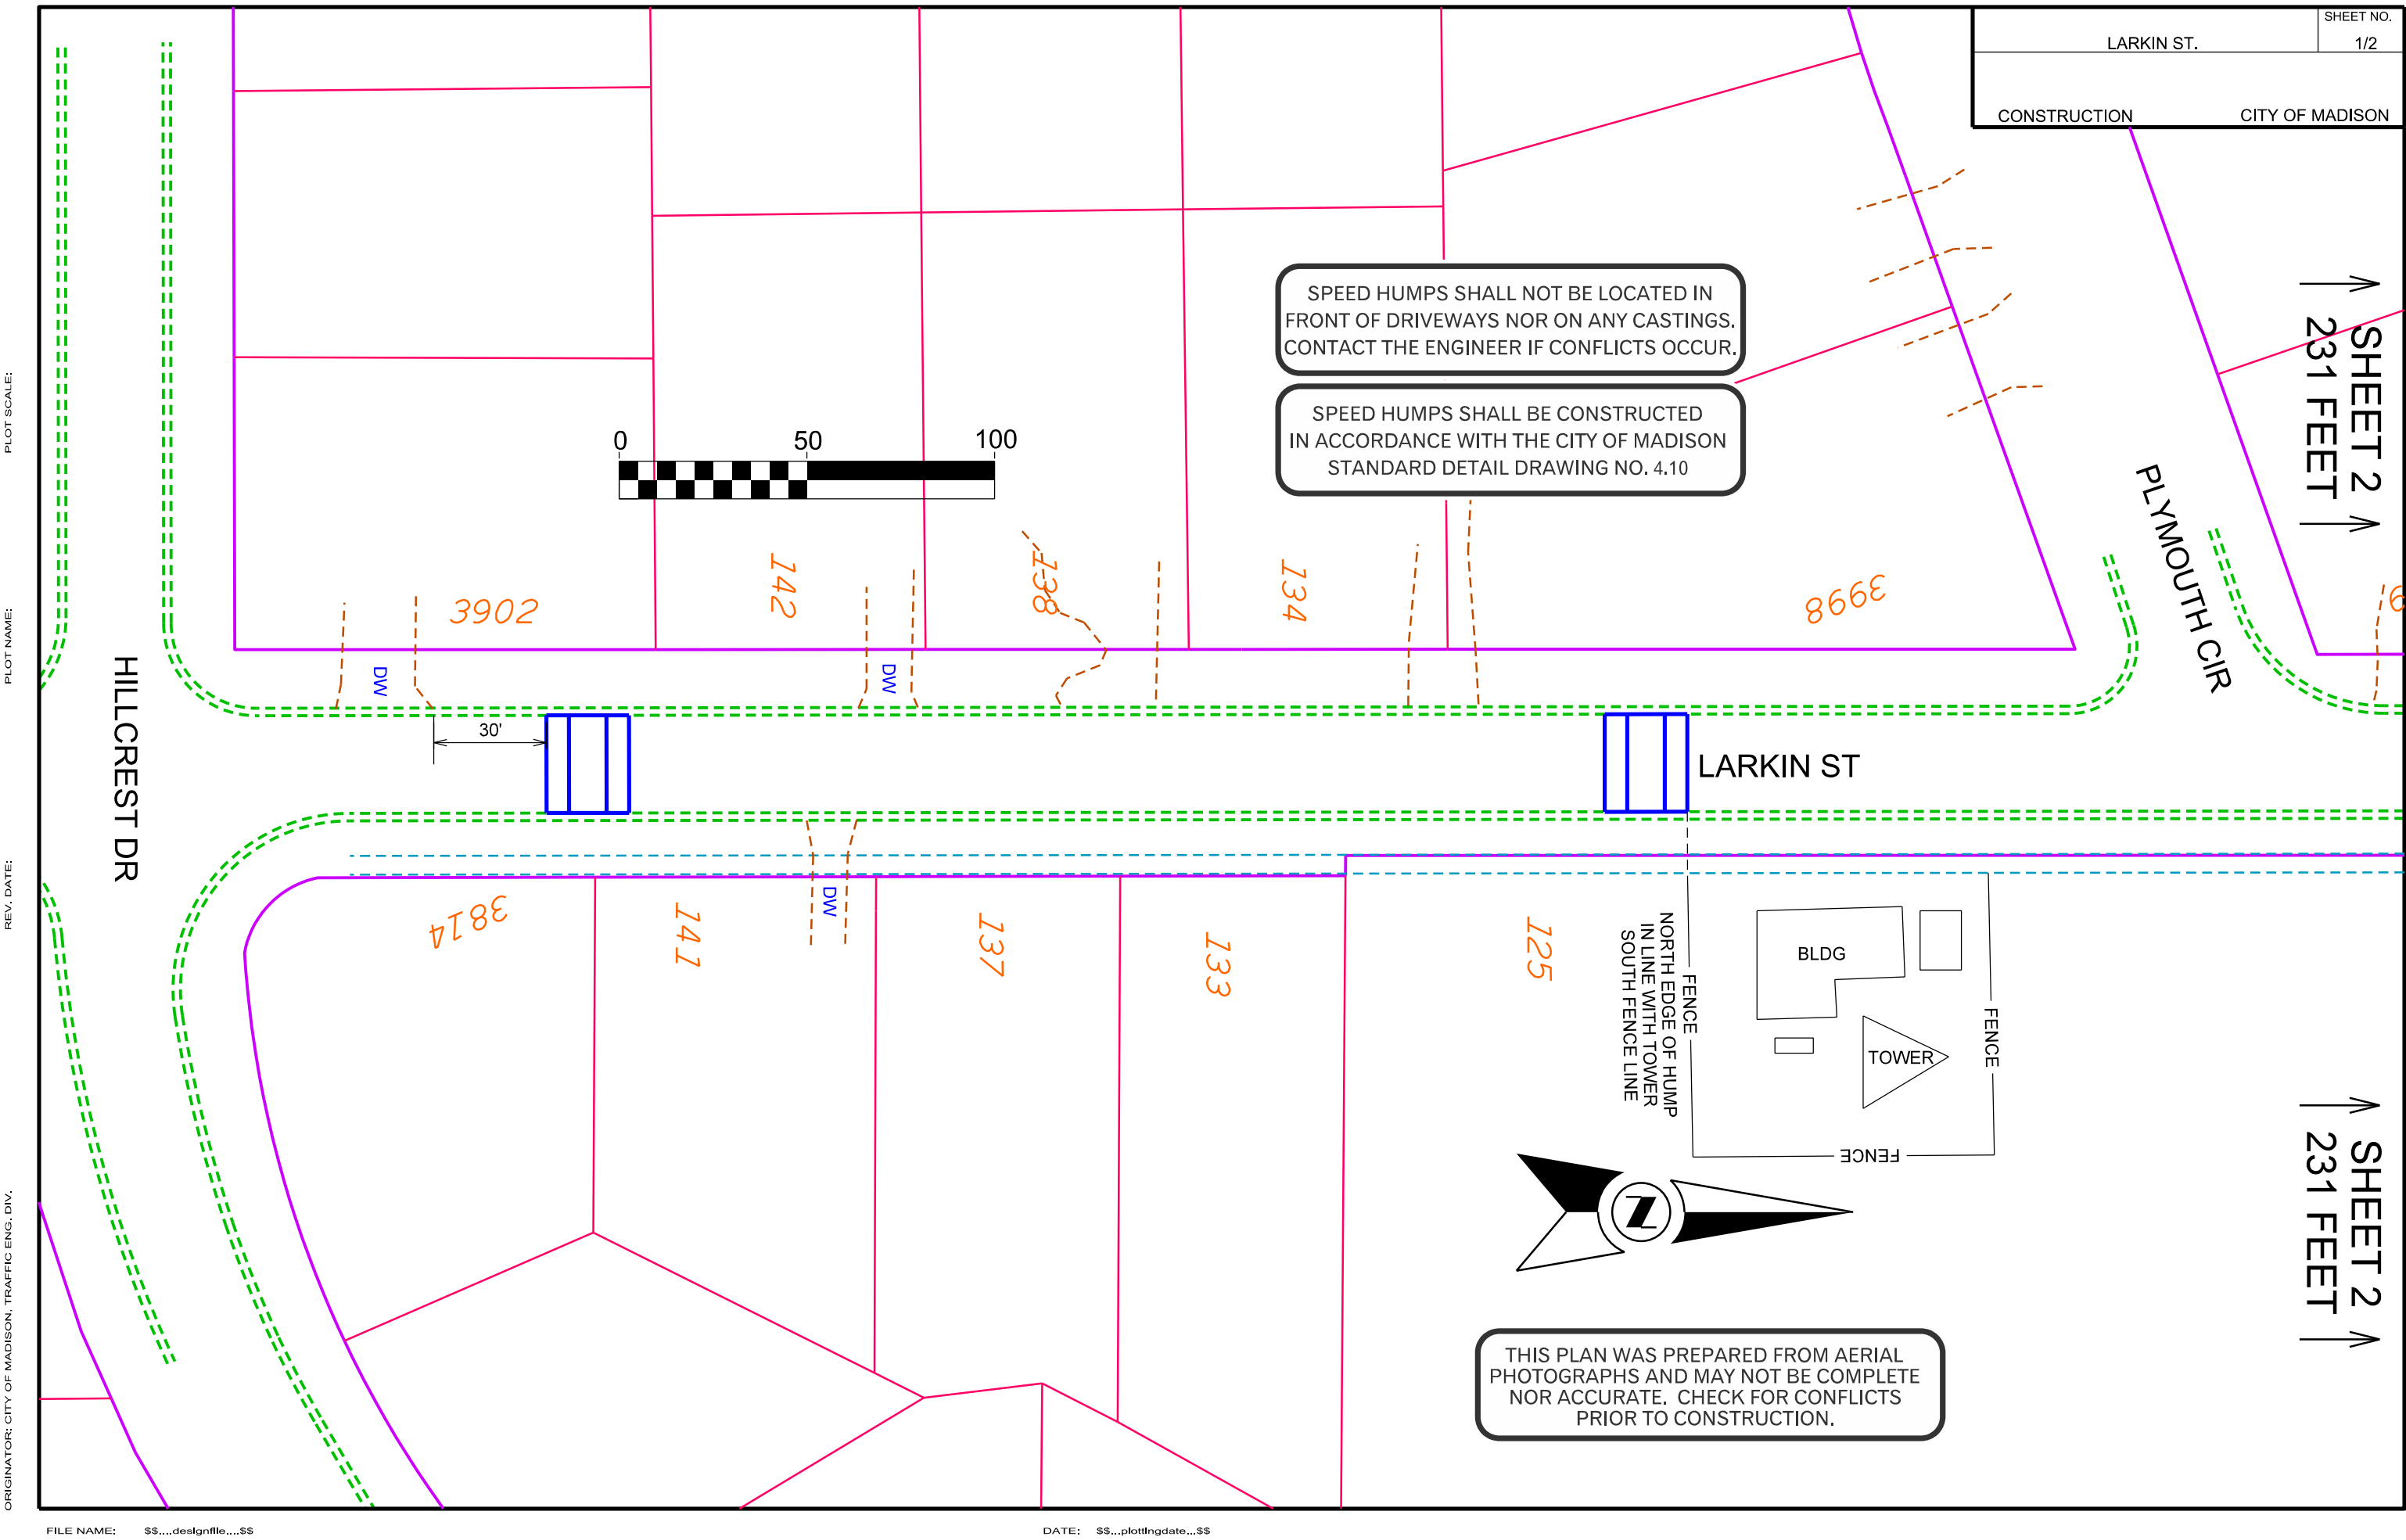 SHEET NO.
LARKIN ST.
1/2
CONSTRUCTION
CITY OF MADISON
SPEED HUMPS SHALL NOT BE LOCATED IN
FRONT OF DRIVEWAYS NOR ON ANY CASTINGS.
CONTACT THE ENGINEER IF CONFLICTS OCCUR.
SPEED HUMPS SHALL BE CONSTRUCTED
IN ACCORDANCE WITH THE CITY OF MADISON
STANDARD DETAIL DRAWING NO. 4.10
SHEET 2
231 FEET
0 50 100
PLYMOUTH CIR
3902
142
138
134
3998
9
DW
DW
HILLCREST DR
30'
LARKIN ST
3814
141
DW
137
133
125
NORTH EDGE OF HUMP
IN LINE WITH TOWER
SOUTH FENCE LINE
FENCE
BLDG
TOWER
FENCE
FENCE
N
SHEET 2
231 FEET
THIS PLAN WAS PREPARED FROM AERIAL
PHOTOGRAPHS AND MAY NOT BE COMPLETE
NOR ACCURATE. CHECK FOR CONFLICTS
PRIOR TO CONSTRUCTION.
PLOT SCALE:
PLOT NAME:
REV. DATE:
ORIGINATOR: CITY OF MADISON, TRAFFIC ENG. DIV.
FILE NAME: $$....designfile....$$
DATE: $$...plottingdate...$$